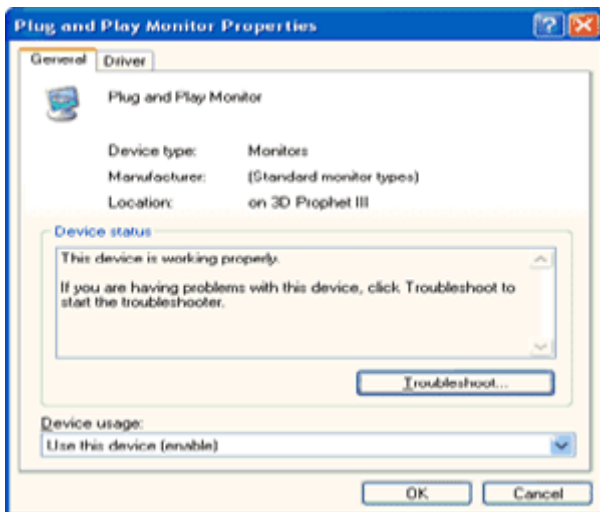 Plug and Play Monitor Properties
General Driver
Plug and Play Monitor
Device type: Monitors
Manufacturer: (Standard monitor types)
Location: on 3D Prophet III
Device status
This device is working properly.
If you are having problems with this device, click Troubleshoot to
start the troubleshooter.
Troubleshoot...
Device usage:
Use this device (enable)
OK Cancel